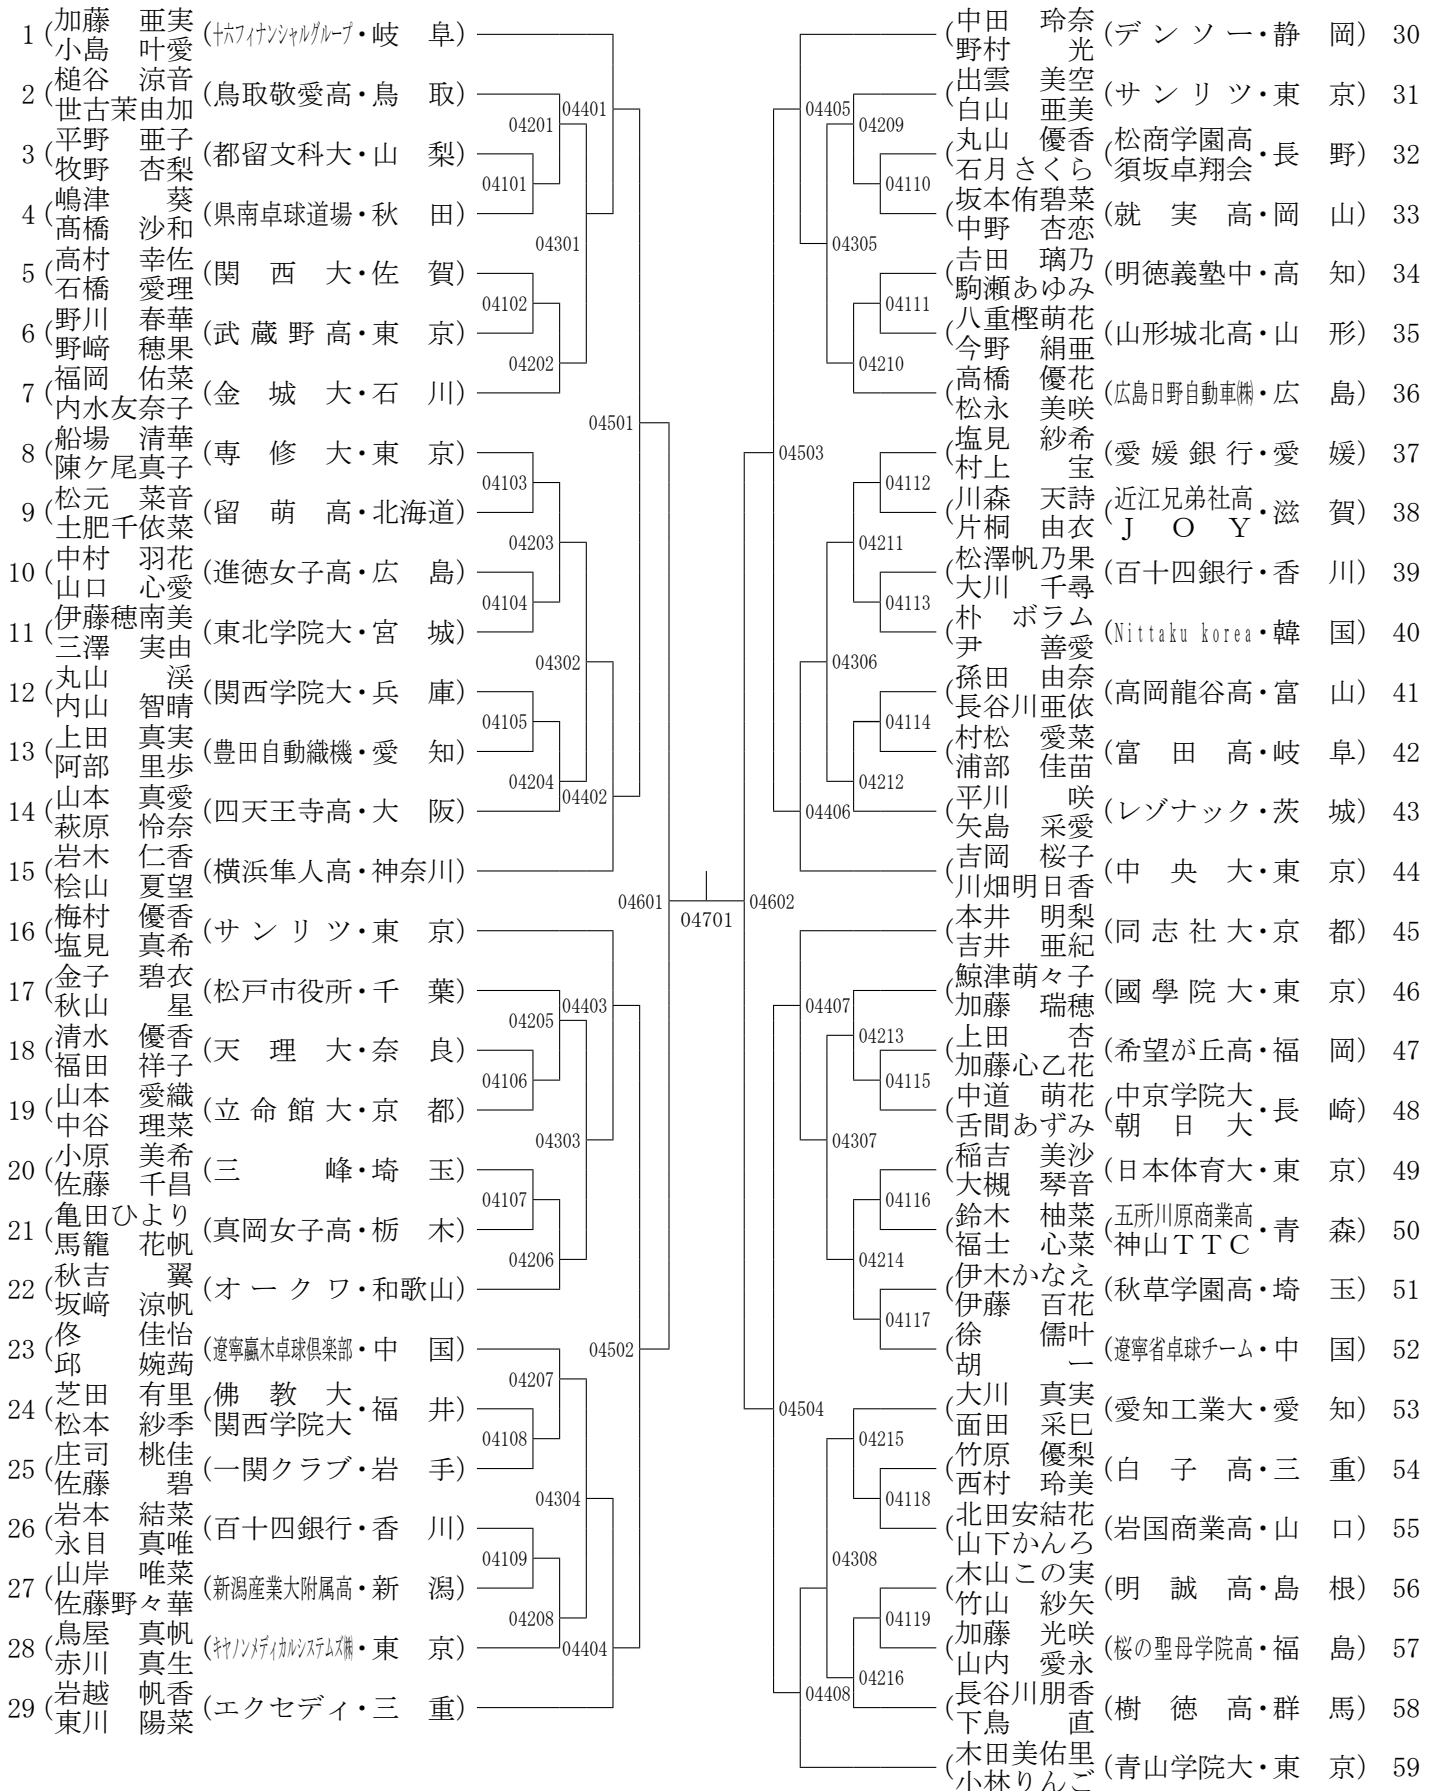 1 (加藤　亜実 小島　叶愛 (十六フィナンシャルグループ・岐　阜)
2 (槌谷　涼音 世古茉由加 (鳥取敬愛高・鳥　取)
3 (平野　亜子 牧野　杏梨 (都留文科大・山　梨)
4 (嶋津　　葵 髙橋　沙和 (県南卓球道場・秋　田)
5 (高村　幸佐 石橋　愛理 (関　西　大・佐　賀)
6 (野川　春華 野﨑　穂果 (武 蔵 野 高・東　京)
7 (福岡　佑菜 内水友奈子 (金　城　大・石　川)
8 (船場　清華 陳ケ尾真子 (専　修　大・東　京)
9 (松元　菜音 土肥千依菜 (留　萌　高・北海道)
10 (中村　羽花 山口　心愛 (進徳女子高・広　島)
11 (伊藤穂南美 三澤　実由 (東北学院大・宮　城)
12 (丸山　　渓 内山　智晴 (関西学院大・兵　庫)
13 (上田　真実 阿部　里歩 (豊田自動織機・愛　知)
14 (山本　真愛 萩原　怜奈 (四天王寺高・大　阪)
15 (岩木　仁香 桧山　夏望 (横浜隼人高・神奈川)
16 (梅村　優香 塩見　真希 (サ ン リ ツ・東　京)
17 (金子　碧衣 秋山　　星 (松戸市役所・千　葉)
18 (清水　優香 福田　祥子 (天　理　大・奈　良)
19 (山本　愛織 中谷　理菜 (立 命 館 大・京　都)
20 (小原　美希 佐藤　千昌 (三　　　峰・埼　玉)
21 (亀田ひより 馬籠　花帆 (真岡女子高・栃　木)
22 (秋吉　　翼 坂﨑　涼帆 (オ ー ク ワ・和歌山)
23 (佟　　佳怡 邱　　婉蒟 (遼寧赢木卓球倶楽部・中　国)
24 (芝田　有里 松本　紗季 (佛　教　大 関西学院大・福　井)
25 (庄司　桃佳 佐藤　　碧 (一関クラブ・岩　手)
26 (岩本　結菜 永目　真唯 (百十四銀行・香　川)
27 (山岸　唯菜 佐藤野々華 (新潟産業大附属高・新　潟)
28 (鳥屋　真帆 赤川　真生 (キヤノンメディカルシステムズ㈱・東　京)
29 (岩越　帆香 東川　陽菜 (エクセディ・三　重)
04101
04102
04103
04104
04105
04106
04107
04108
04109
04201
04202
04203
04204
04205
04206
04207
04208
04301
04302
04303
04304
04401
04402
04403
04404
04501
04502
04601
04701
04602
04503
04504
04405
04406
04407
04408
04305
04306
04307
04308
04209
04210
04211
04212
04213
04214
04215
04216
04110
04111
04112
04113
04114
04115
04116
04117
04118
04119
(中田　玲奈 野村　　光 (デ ン ソ ー・静　岡) 30
(出雲　美空 白山　亜美 (サ ン リ ツ・東　京) 31
(丸山　優香 石月さくら (松商学園高 須坂卓翔会・長　野) 32
(坂本侑碧菜 中野　杏恋 (就　実　高・岡　山) 33
(𠮷田　璃乃 駒瀬あゆみ (明徳義塾中・高　知) 34
(八重樫萌花 今野　絹亜 (山形城北高・山　形) 35
(高橋　優花 松永　美咲 (広島日野自動車㈱・広　島) 36
(塩見　紗希 村上　　宝 (愛 媛 銀 行・愛　媛) 37
(川森　天詩 片桐　由衣 (近江兄弟社高 Ｊ　Ｏ　Ｙ・滋　賀) 38
(松澤帆乃果 大川　千尋 (百十四銀行・香　川) 39
(朴　ボラム 尹　　善愛 (Nittaku korea・韓　国) 40
(孫田　由奈 長谷川亜依 (高岡龍谷高・富　山) 41
(村松　愛菜 浦部　佳苗 (富　田　高・岐　阜) 42
(平川　　咲 矢島　采愛 (レゾナック・茨　城) 43
(吉岡　桜子 川畑明日香 (中　央　大・東　京) 44
(本井　明梨 吉井　亜紀 (同 志 社 大・京　都) 45
(鯨津萌々子 加藤　瑞穂 (國 學 院 大・東　京) 46
(上田　　杏 加藤心乙花 (希望が丘高・福　岡) 47
(中道　萌花 舌間あずみ (中京学院大 朝　日　大・長　崎) 48
(稲吉　美沙 大槻　琴音 (日本体育大・東　京) 49
(鈴木　柚菜 福士　心菜 (五所川原商業高 神山ＴＴＣ・青　森) 50
(伊木かなえ 伊藤　百花 (秋草学園高・埼　玉) 51
(徐　　儒叶 胡　　一 (遼寧省卓球チーム・中　国) 52
(大川　真実 面田　采巳 (愛知工業大・愛　知) 53
(竹原　優梨 西村　玲美 (白　子　高・三　重) 54
(北田安結花 山下かんろ (岩国商業高・山　口) 55
(木山この実 竹山　紗矢 (明　誠　高・島　根) 56
(加藤　光咲 山内　愛永 (桜の聖母学院高・福　島) 57
(長谷川朋香 下鳥　　直 (樹　徳　高・群　馬) 58
(木田美佑里 小林りんご (青山学院大・東　京) 59